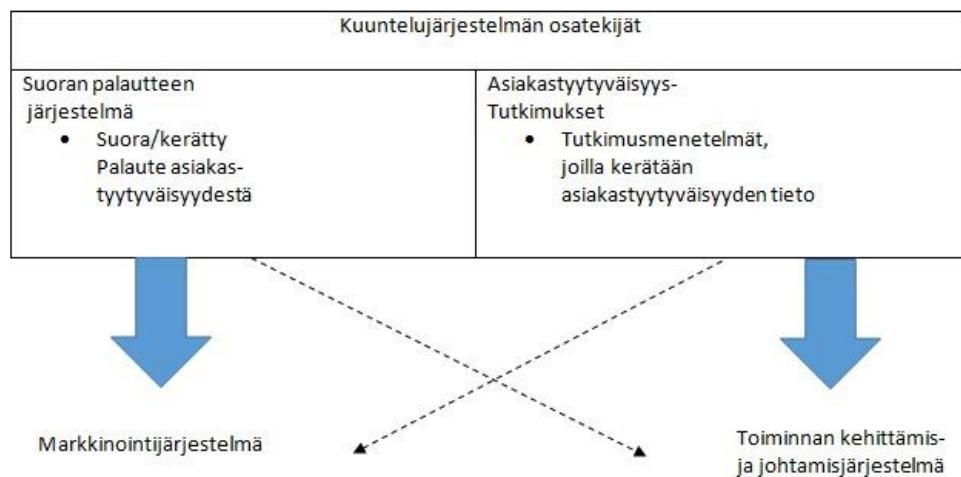 Kuuntelujärjestelmän osatekijät
Suoran palautteen
järjestelmä
• Suora/kerätty
Palaute asiakas-
tyytyväisyydestä
Asiakastyytyväisyys-
Tutkimukset
• Tutkimusmenetelmät,
joilla kerätään
asiakastyytyväisyyden tieto
Markkinointijärjestelmä
Toiminnan kehittämis-
ja johtamisjärjestelmä